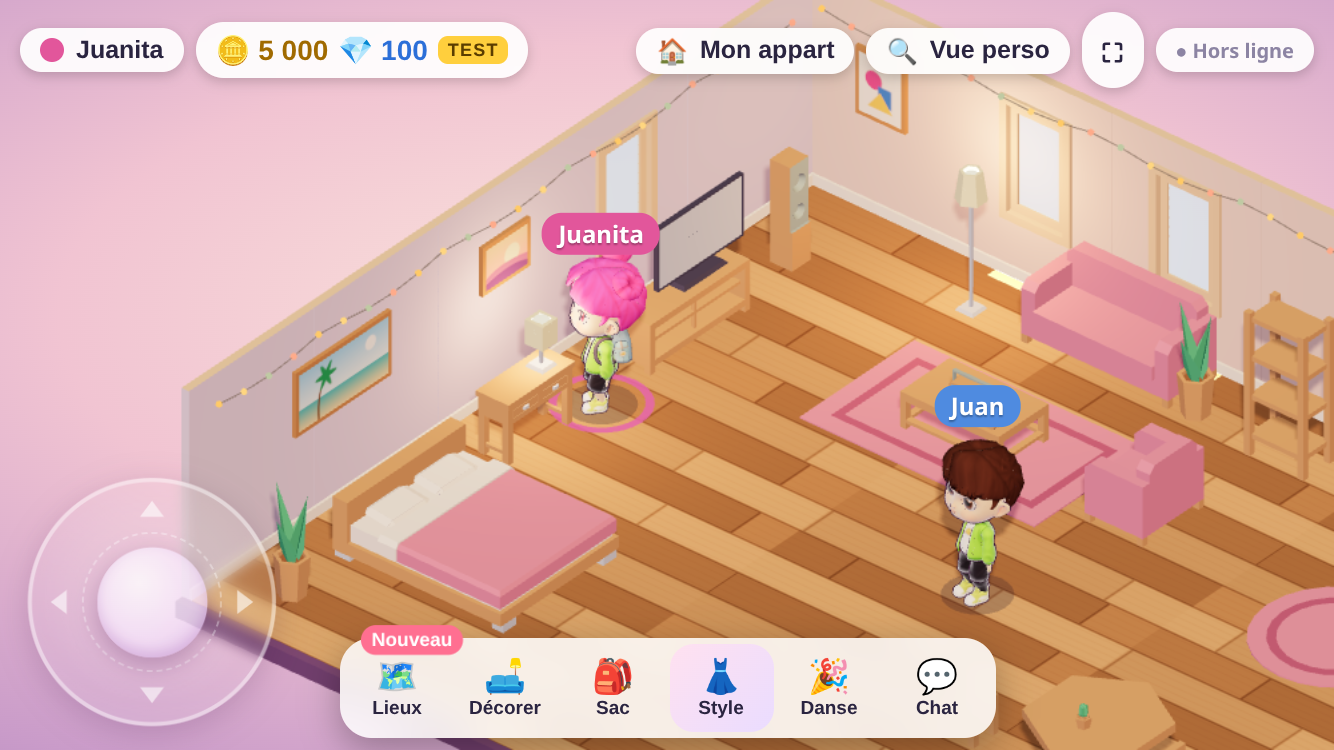 Juanita
5 000
100
TEST
Mon appart
Vue perso
Hors ligne
Juanita
Juan
Nouveau
Lieux
Décorer
Sac
Style
Danse
Chat